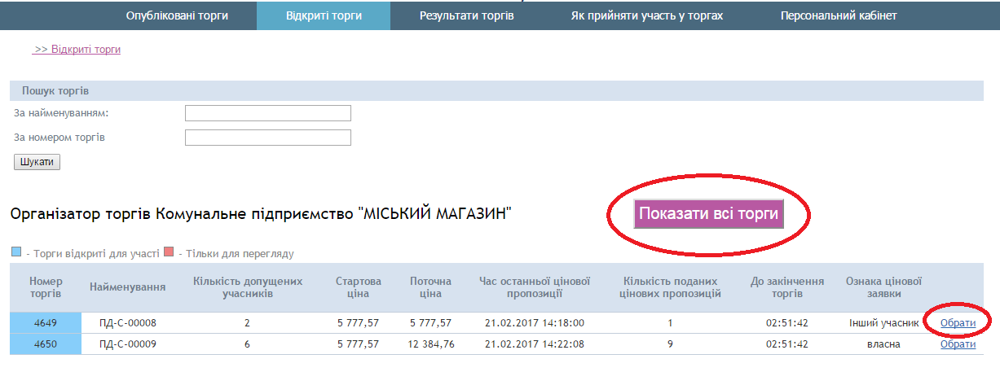 Опубліковані торги Відкриті торги Результати торгів Як прийняти участь у торгах Персональний кабінет
>> Відкриті торги
Пошук торгів
За найменуванням:
За номером торгів
Шукати
Організатор торгів Комунальне підприємство "МІСЬКИЙ МАГАЗИН" Показати всі торги
- Торги відкриті для участі - Тільки для перегляду
Номер торгів Найменування Кількість допущених учасників Стартова ціна Поточна ціна Час останньої цінової пропозиції Кількість поданих цінових пропозицій До закінчення торгів Ознака цінової заявки
4649 ПД-С-00008 2 5 777,57 5 777,57 21.02.2017 14:18:00 1 02:51:42 Інший учасник Обрати
4650 ПД-С-00009 6 5 777,57 12 384,76 21.02.2017 14:22:08 9 02:51:42 власна Обрати